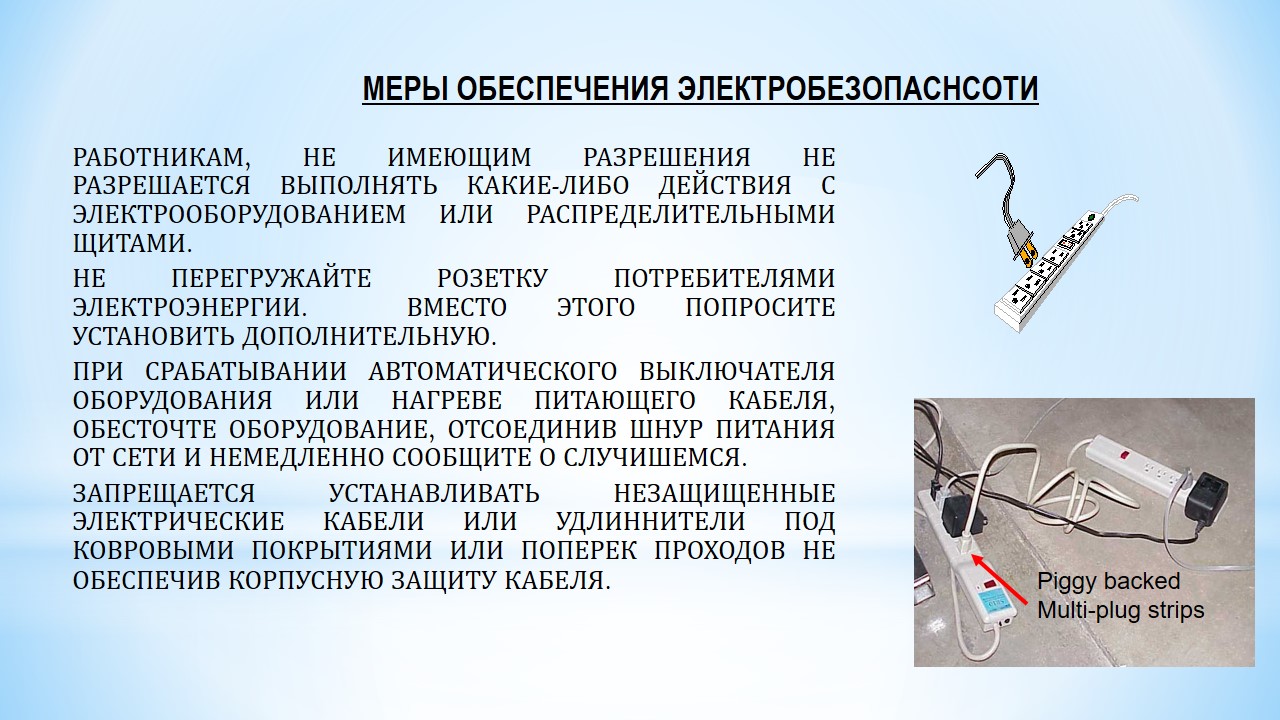 МЕРЫ ОБЕСПЕЧЕНИЯ ЭЛЕКТРОБЕЗОПАСНСОТИ
РАБОТНИКАМ, НЕ ИМЕЮЩИМ РАЗРЕШЕНИЯ НЕ
РАЗРЕШАЕТСЯ ВЫПОЛНЯТЬ КАКИЕ-ЛИБО ДЕЙСТВИЯ С
ЭЛЕКТРООБОРУДОВАНИЕМ ИЛИ РАСПРЕДЕЛИТЕЛЬНЫМИ
ЩИТАМИ.
НЕ ПЕРЕГРУЖАЙТЕ РОЗЕТКУ ПОТРЕБИТЕЛЯМИ
ЭЛЕКТРОЭНЕРГИИ. ВМЕСТО ЭТОГО ПОПРОСИТЕ
УСТАНОВИТЬ ДОПОЛНИТЕЛЬНУЮ.
ПРИ СРАБАТЫВАНИИ АВТОМАТИЧЕСКОГО ВЫКЛЮЧАТЕЛЯ
ОБОРУДОВАНИЯ ИЛИ НАГРЕВЕ ПИТАЮЩЕГО КАБЕЛЯ,
ОБЕСТОЧТЕ ОБОРУДОВАНИЕ, ОТСОЕДИНИВ ШНУР ПИТАНИЯ
ОТ СЕТИ И НЕМЕДЛЕННО СООБЩИТЕ О СЛУЧИШЕМСЯ.
ЗАПРЕЩАЕТСЯ УСТАНАВЛИВАТЬ НЕЗАЩИЩЕННЫЕ
ЭЛЕКТРИЧЕСКИЕ КАБЕЛИ ИЛИ УДЛИННИТЕЛИ ПОД
КОВРОВЫМИ ПОКРЫТИЯМИ ИЛИ ПОПЕРЕК ПРОХОДОВ НЕ
ОБЕСПЕЧИВ КОРПУСНУЮ ЗАЩИТУ КАБЕЛЯ.
Piggy backed
Multi-plug strips